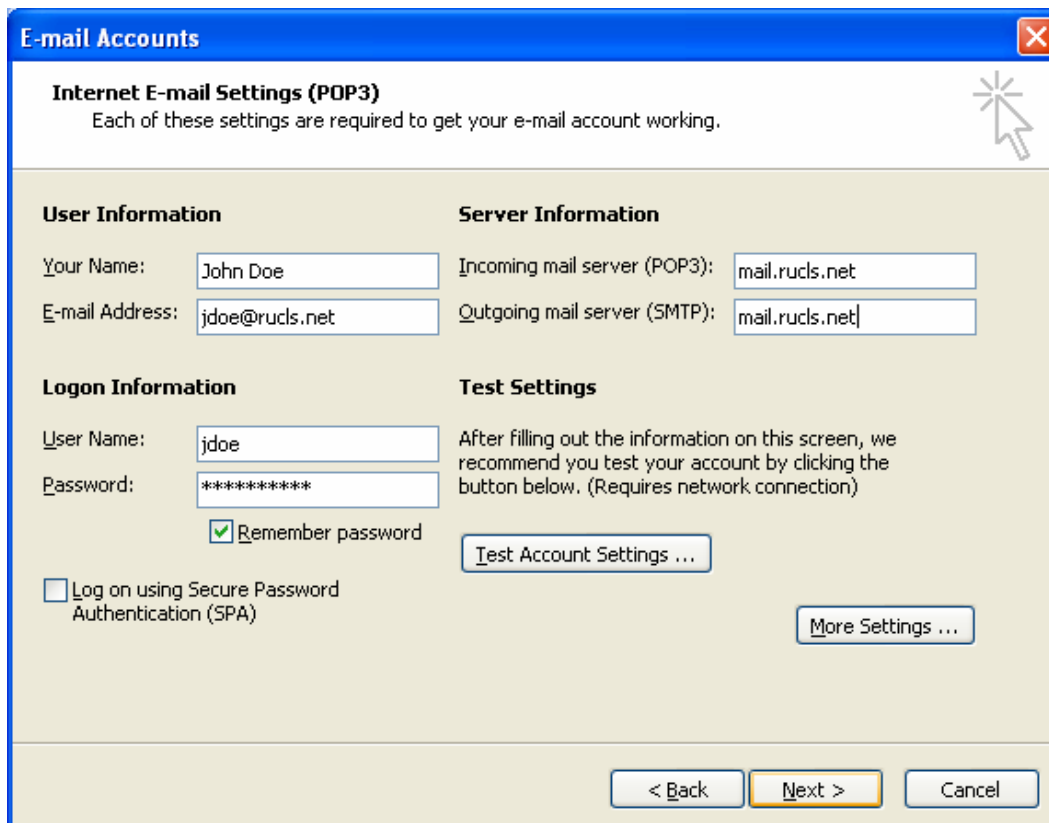 E-mail Accounts
Internet E-mail Settings (POP3)
Each of these settings are required to get your e-mail account working.
User Information
Your Name: John Doe
E-mail Address: jdoe@rucls.net
Server Information
Incoming mail server (POP3): mail.rucls.net
Outgoing mail server (SMTP): mail.rucls.net
Logon Information
User Name: jdoe
Password: **********
Remember password
Log on using Secure Password
Authentication (SPA)
Test Settings
After filling out the information on this screen, we
recommend you test your account by clicking the
button below. (Requires network connection)
Test Account Settings ...
More Settings ...
< Back
Next >
Cancel